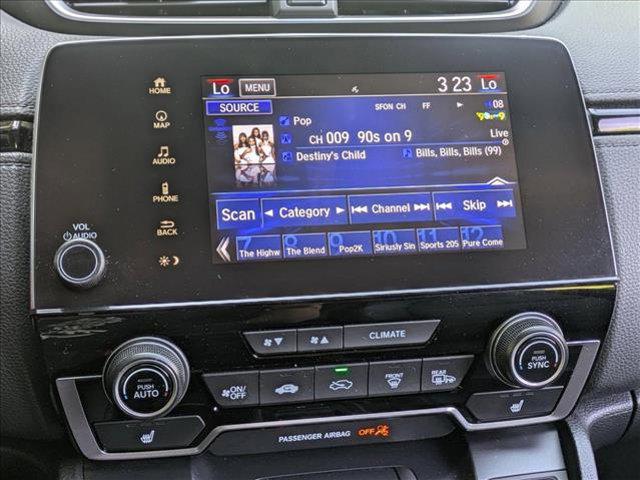 Lo MENU 3 23 Lo
HOME
SOURCE SFON CH FF 08
Pop 90s on 9
MAP
CH 009 90s on 9 Live
AUDIO
Destiny's Child Bills, Bills, Bills (99)
PHONE
Scan Category Channel Skip
VOL
AUDIO
BACK
7 8 9 10 11 12
The Highw The Blend Pop2K Siriusly Sin Sports 205 Pure Come
CLIMATE
PUSH
AUTO
ON/
OFF
FRONT
REAR
PUSH
SYNC
PASSENGER AIRBAG OFF